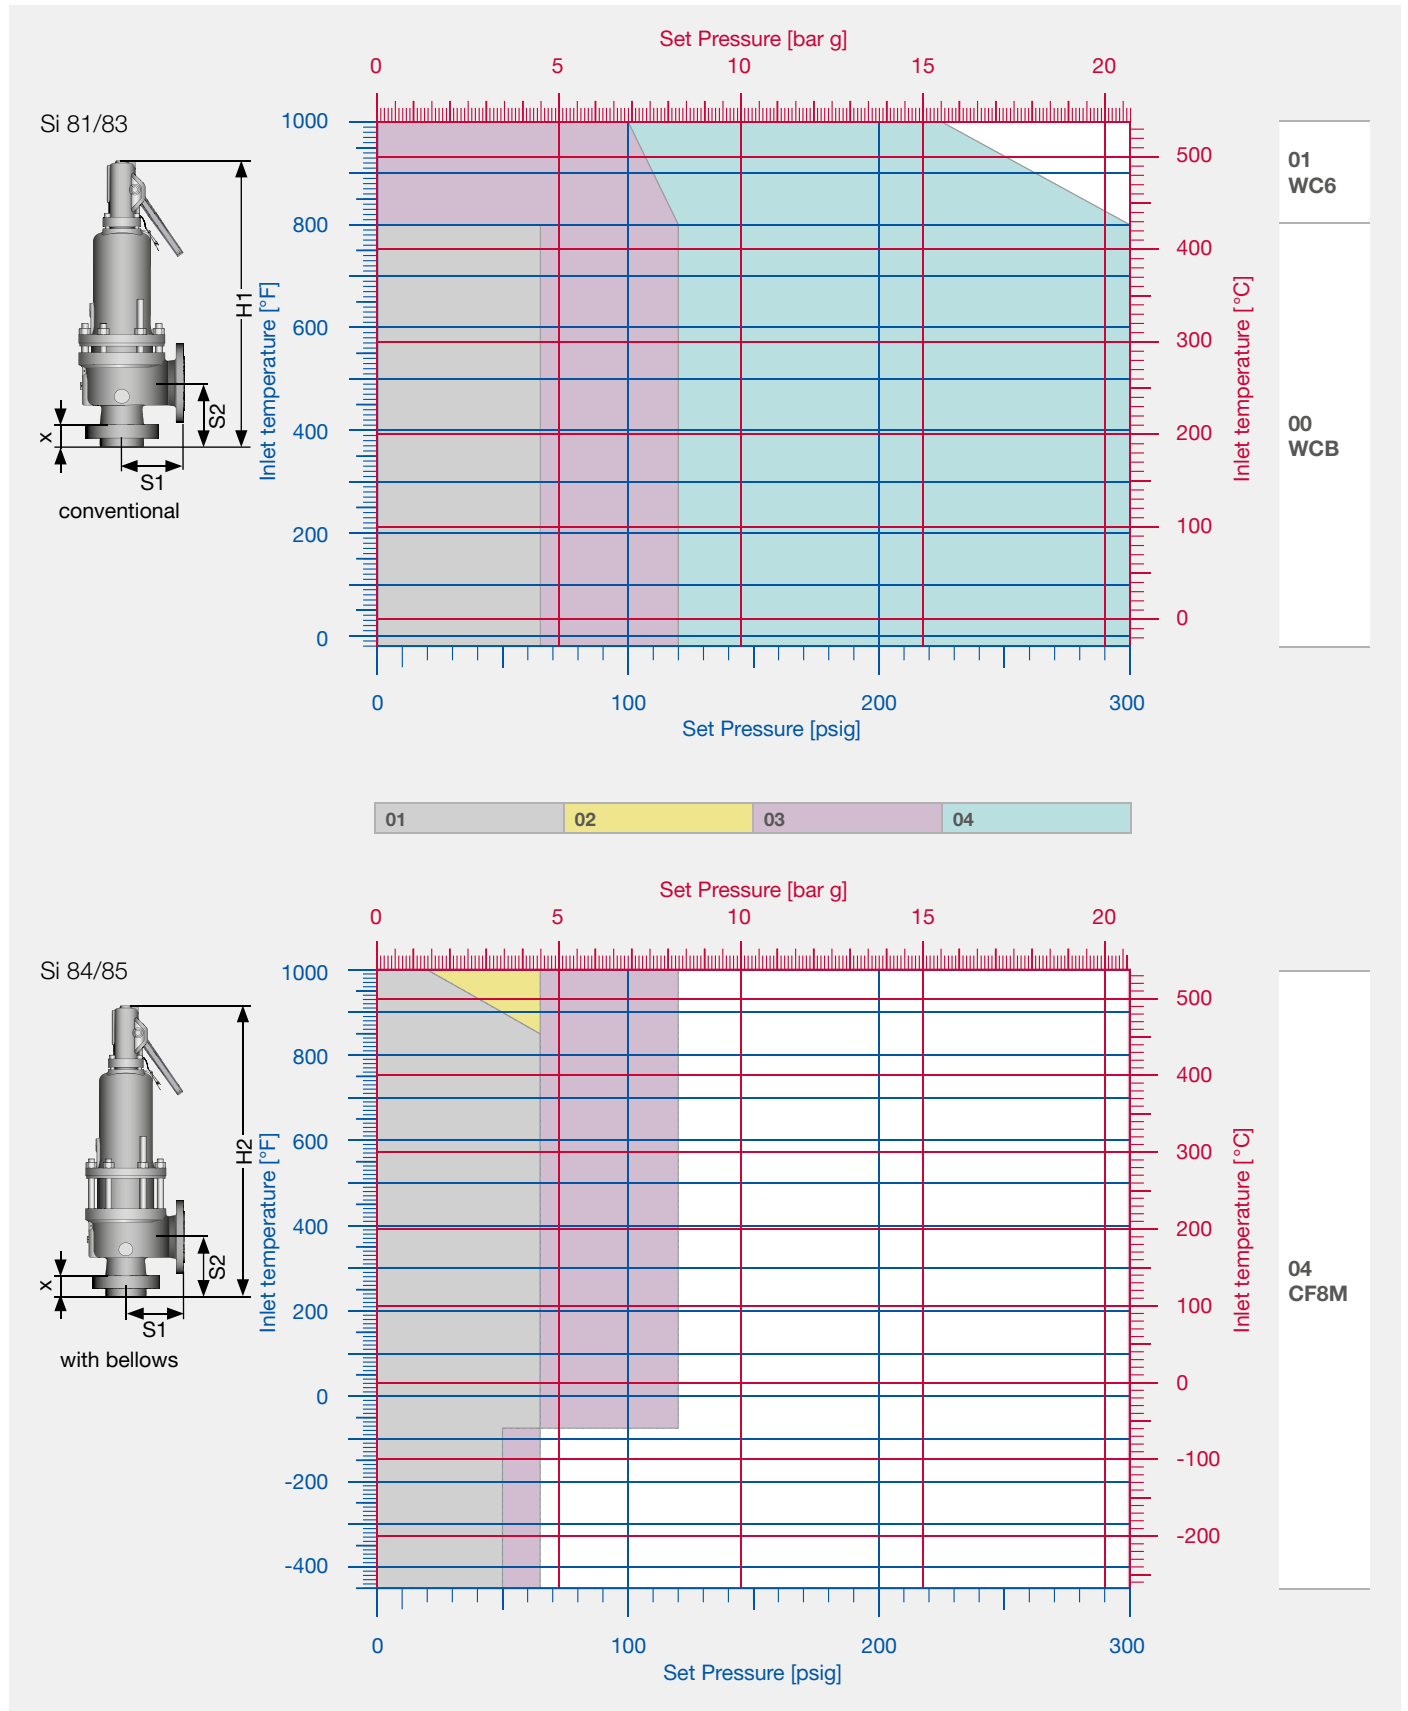 Set Pressure [bar g]
0 5 10 15 20
Si 81/83
H1
S2
x
S1
conventional
Inlet temperature [°F]
1000
800
600
400
200
0
500
400
300
200
100
0
Inlet temperature [°C]
01
WC6
00
WCB
0 100 200 300
Set Pressure [psig]
01 02 03 04
Set Pressure [bar g]
0 5 10 15 20
Si 84/85
H2
S2
x
S1
with bellows
Inlet temperature [°F]
1000
800
600
400
200
0
-200
-400
500
400
300
200
100
0
-100
-200
Inlet temperature [°C]
04
CF8M
0 100 200 300
Set Pressure [psig]